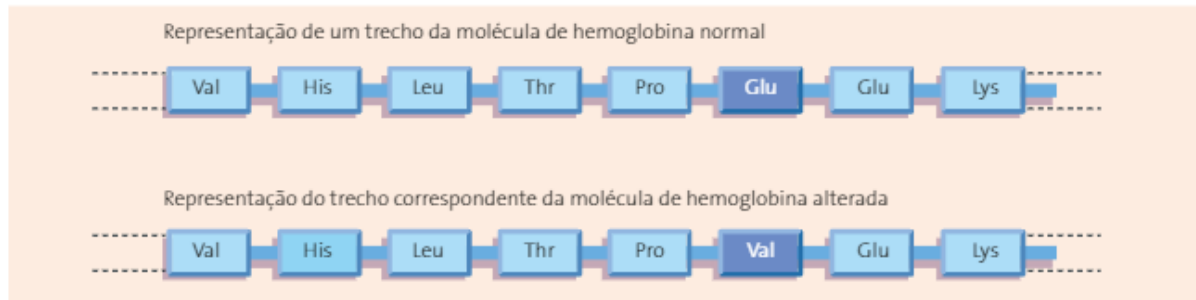 Representação de um trecho da molécula de hemoglobina normal
Val His Leu Thr Pro Glu Glu Lys
Representação do trecho correspondente da molécula de hemoglobina alterada
Val His Leu Thr Pro Val Glu Lys